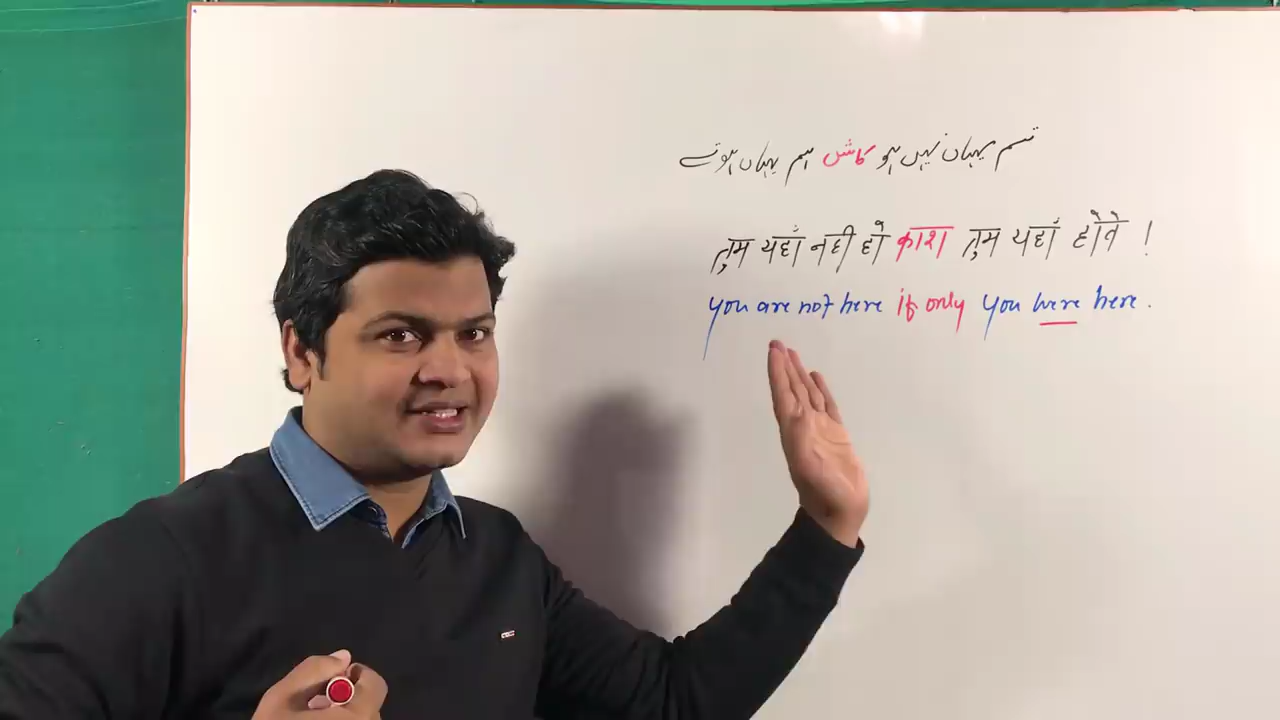 تم یہاں نہیں ہو کاش تم یہاں ہوتے
तुम यहाँ नही हो काश तुम यहाँ होते !
you are not here if only you were here.